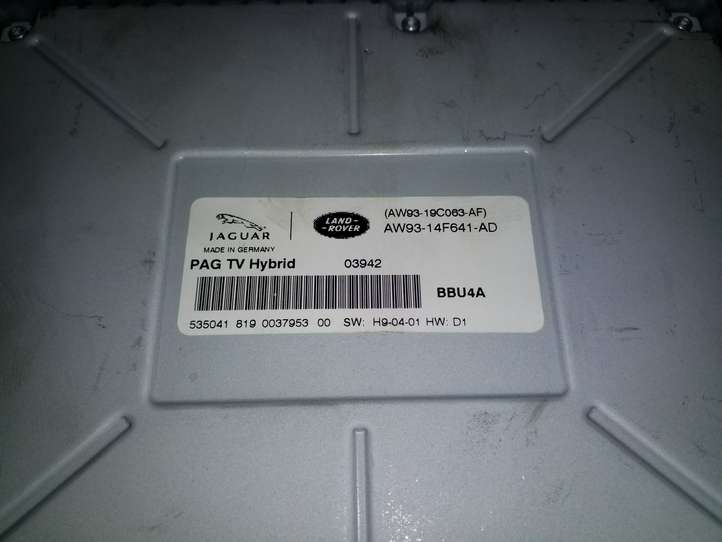 JAGUAR
LAND-
-ROVER
(AW93-19C063-AF)
AW93-14F641-AD
MADE IN GERMANY
PAG TV Hybrid 03942
BBU4A
535041 819 0037953 00 SW: H9-04-01 HW: D1